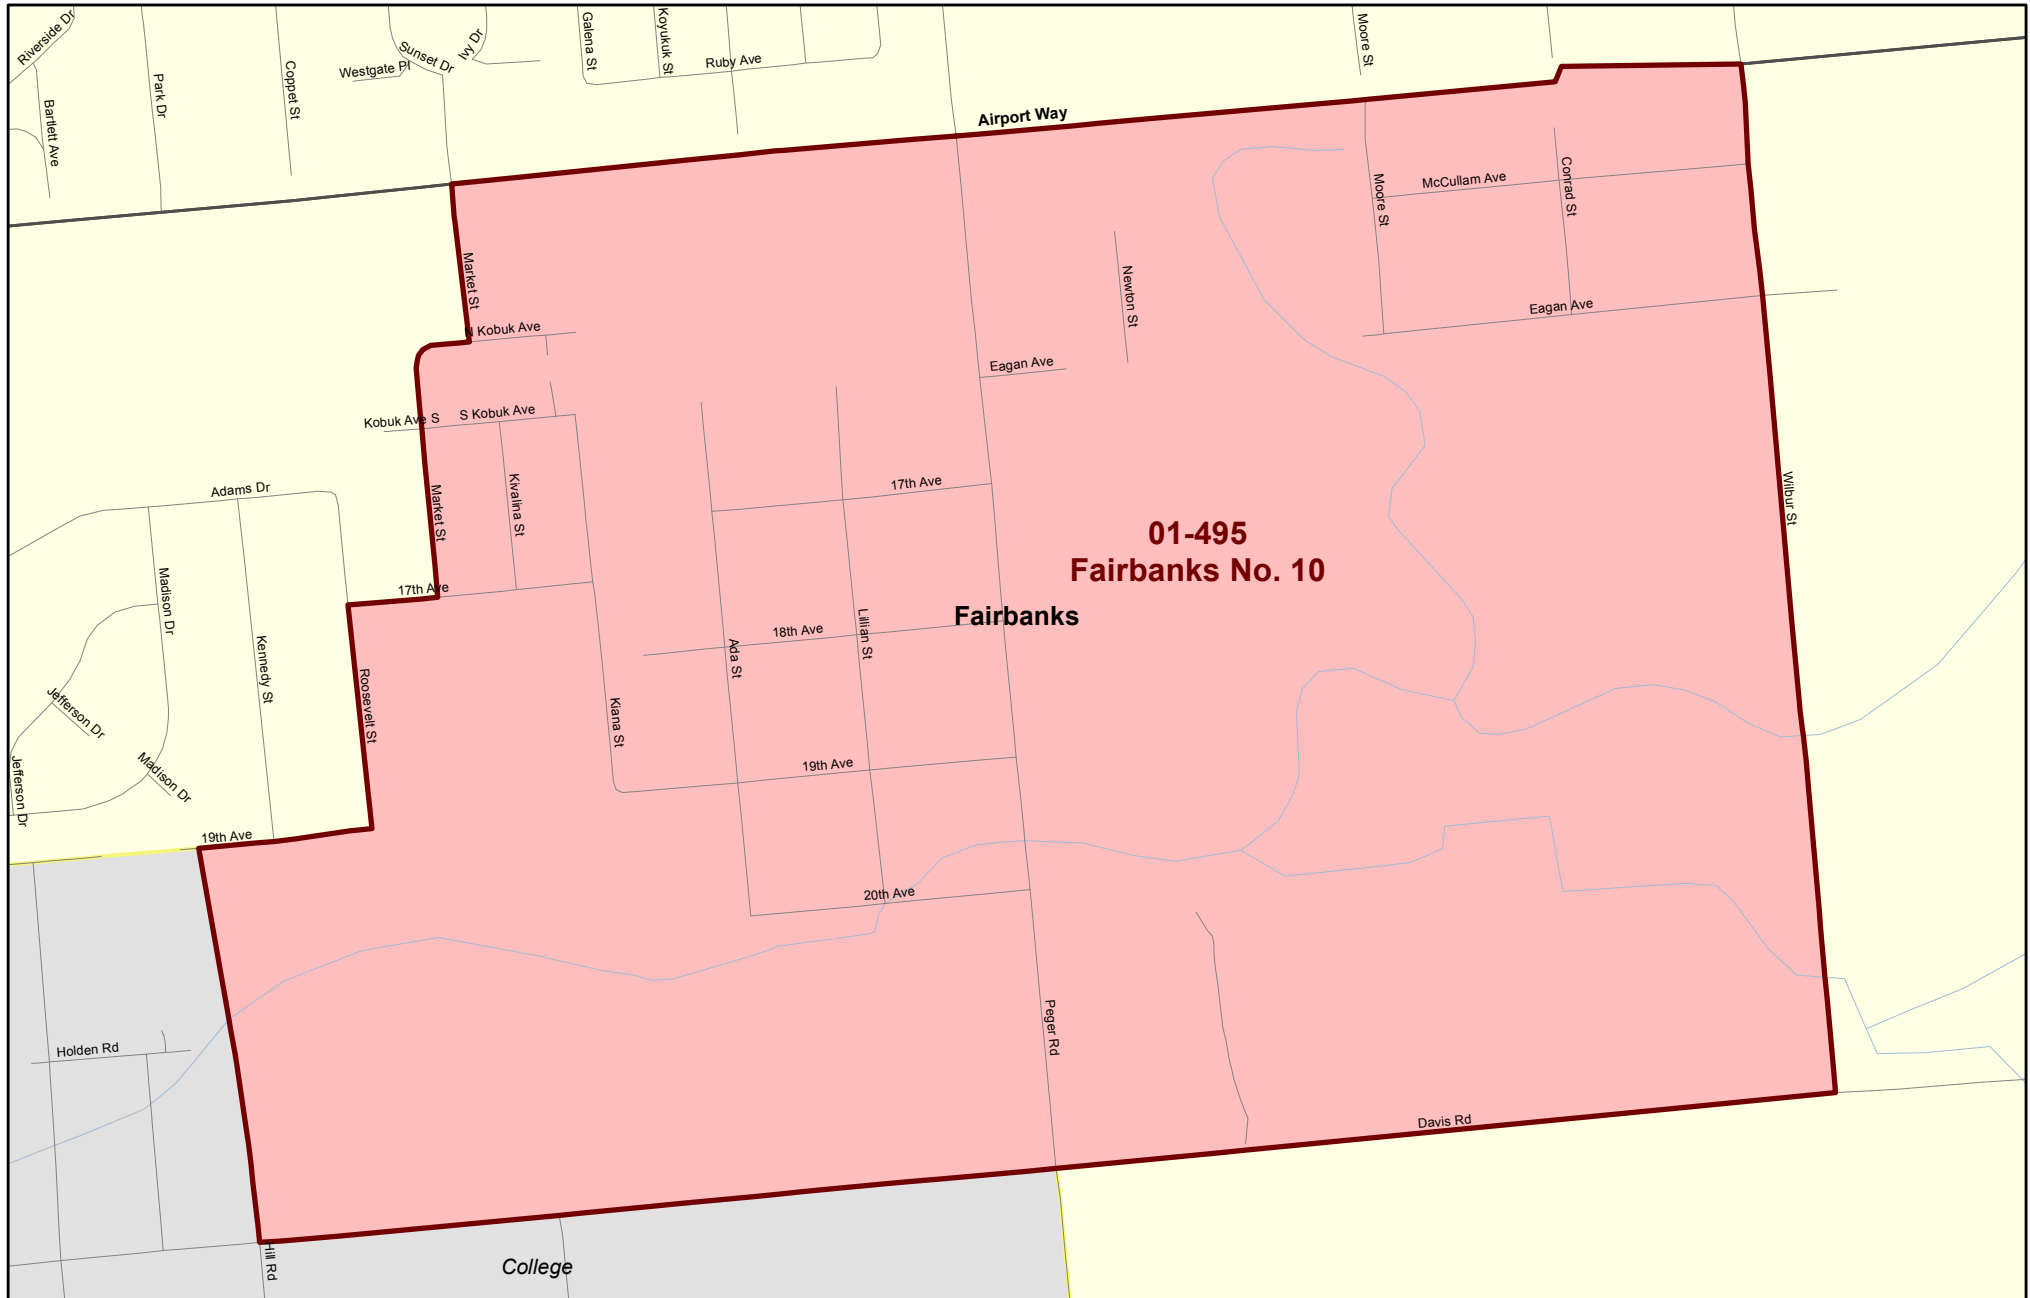 Riverside Dr
Bartlett Ave
Park Dr
Coppet St
Westgate Pl
Sunset Dr
Ivy Dr
Galena St
Koyukuk St
Ruby Ave
Airport Way
Moore St
Moore St
McCullam Ave
Conrad St
Eagan Ave
Market St
N Kobuk Ave
Newton St
Eagan Ave
Kobuk Ave S
S Kobuk Ave
Market St
Kivalina St
Adams Dr
17th Ave
Wilbur St
01-495
Fairbanks No. 10
Fairbanks
17th Ave
Madison Dr
Kennedy St
Roosevelt St
18th Ave
Ada St
Lillian St
Kiana St
Jefferson Dr
Madison Dr
Jefferson Dr
19th Ave
19th Ave
20th Ave
Peger Rd
Holden Rd
Davis Rd
Hill Rd
College